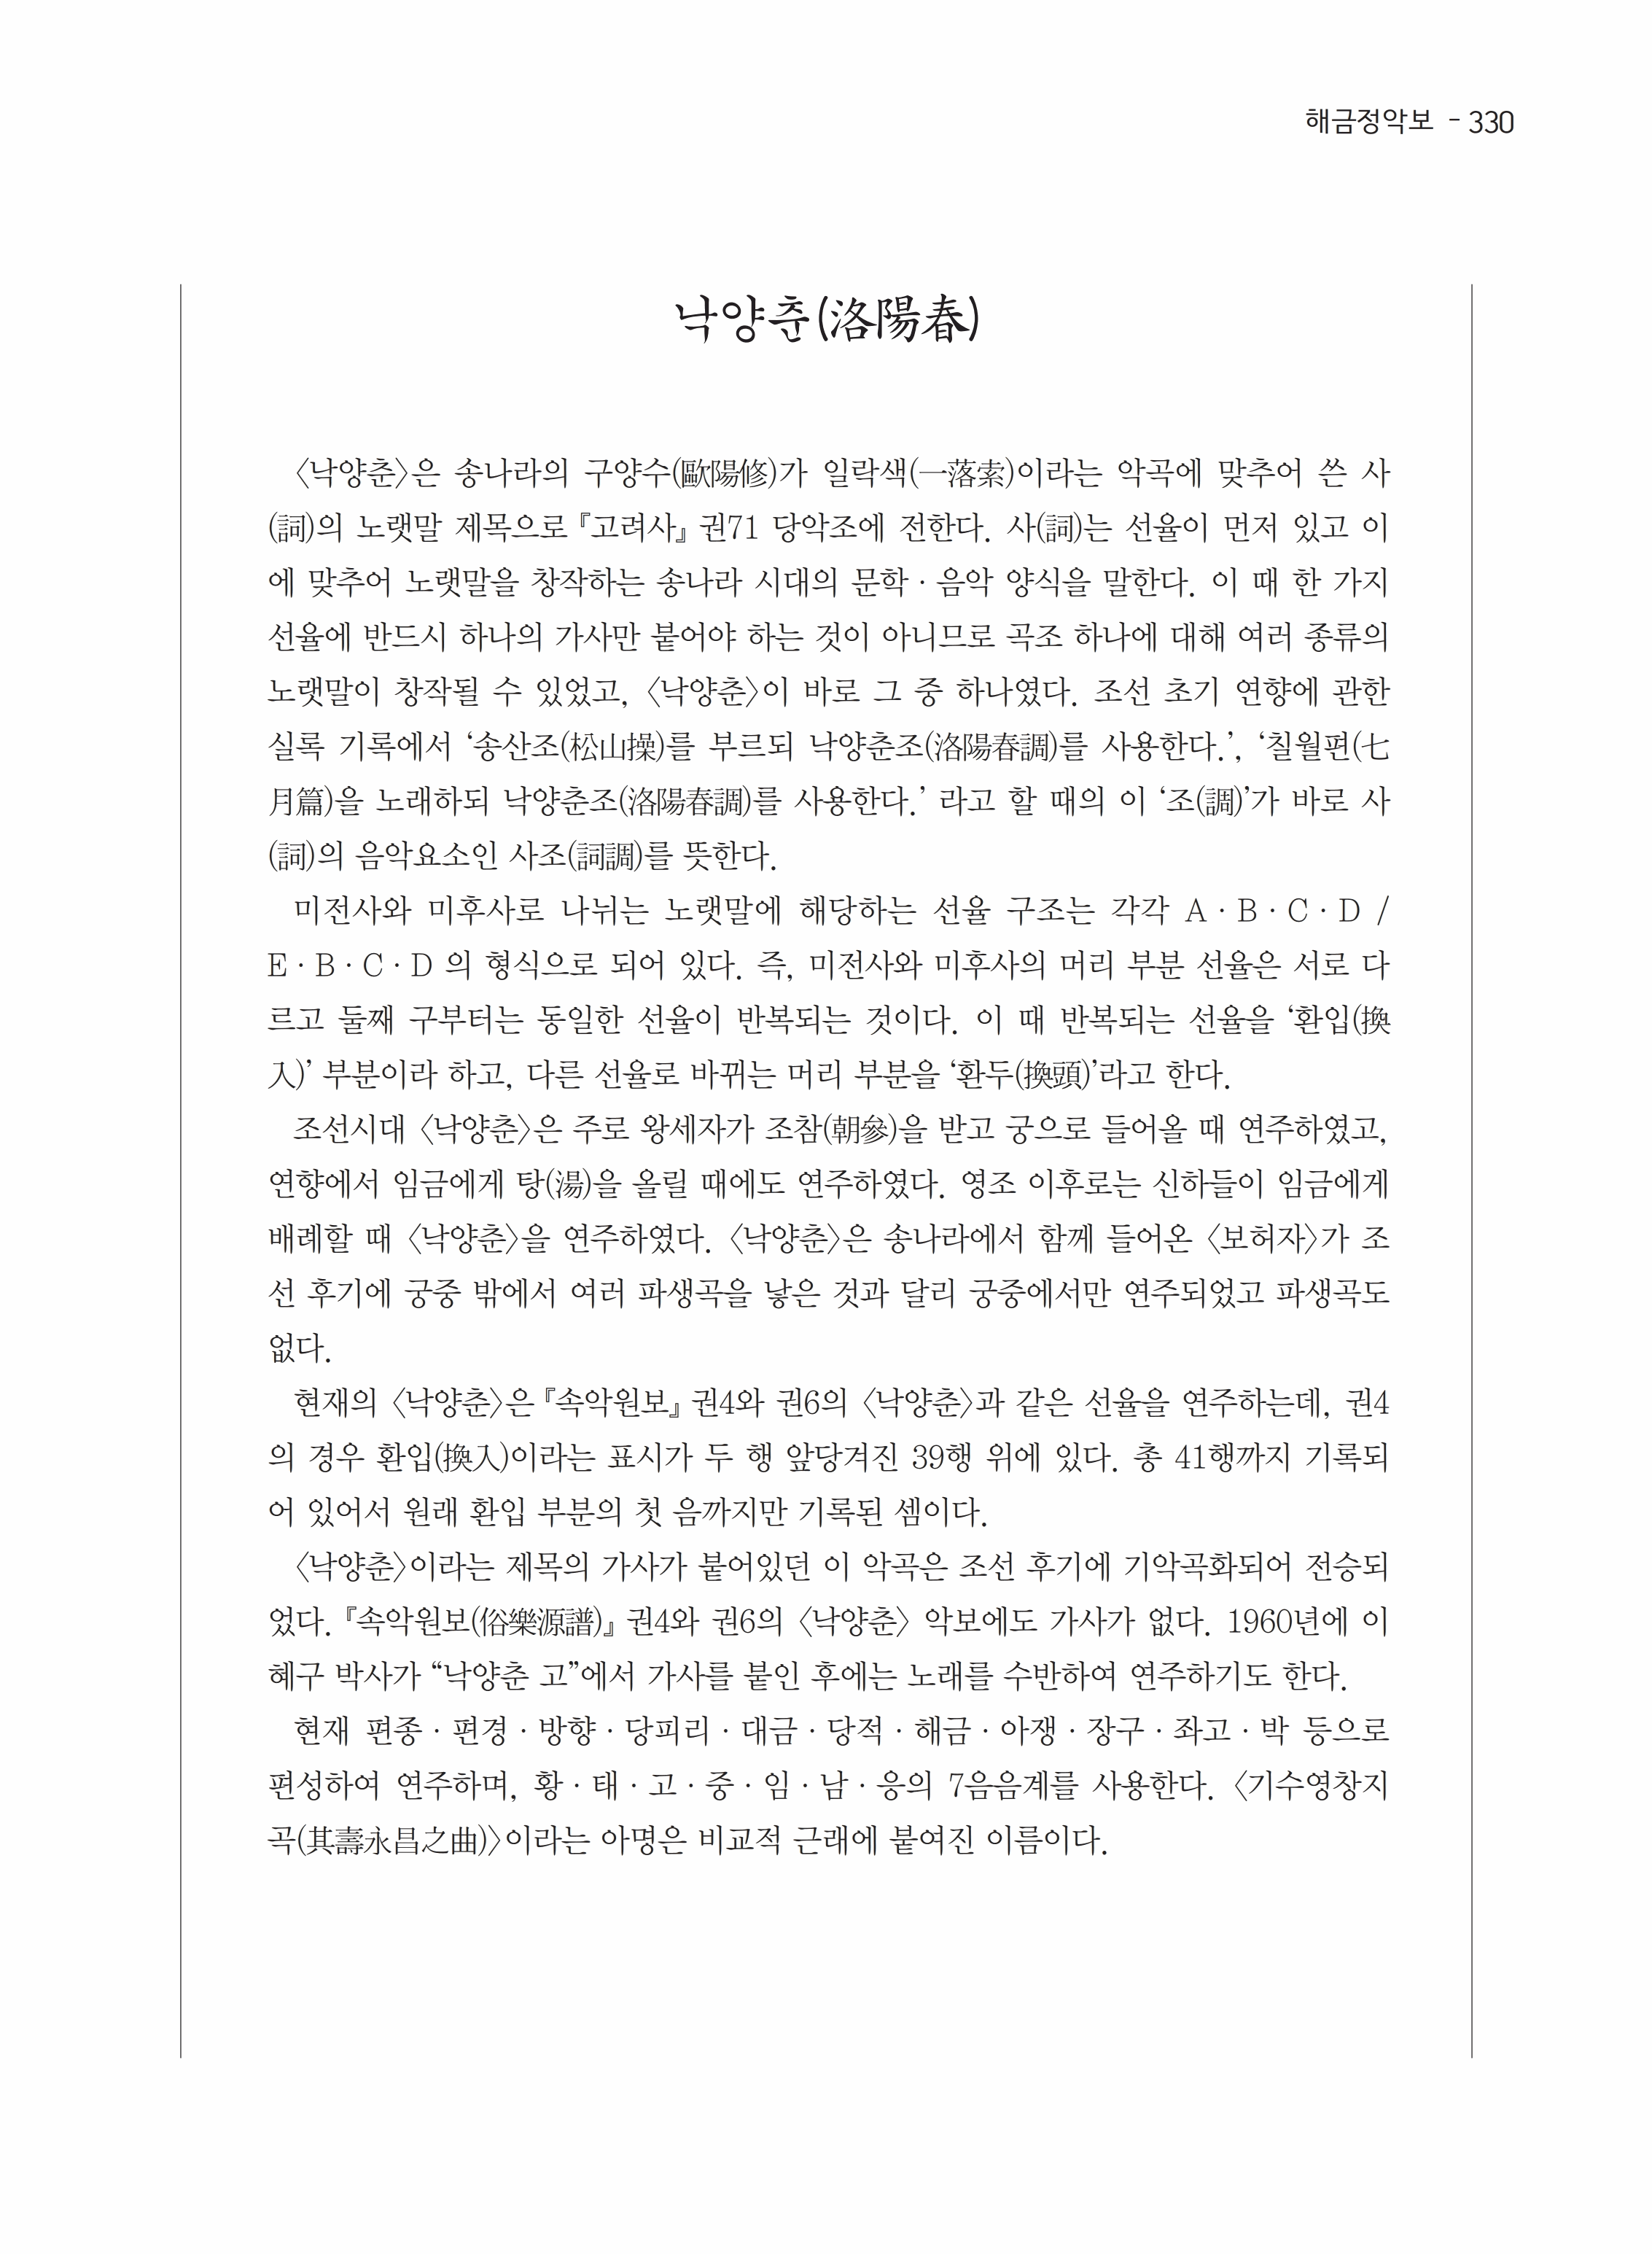 해금정악보 - 330
낙양춘(洛陽春)
〈낙양춘〉은 송나라의 구양수(歐陽修)가 일락색(一落索)이라는 악곡에 맞추어 쓴 사
(詞)의 노랫말 제목으로『고려사』권71 당악조에 전한다. 사(詞)는 선율이 먼저 있고 이
에 맞추어 노랫말을 창작하는 송나라 시대의 문학·음악 양식을 말한다. 이 때 한 가지
선율에 반드시 하나의 가사만 붙어야 하는 것이 아니므로 곡조 하나에 대해 여러 종류의
노랫말이 창작될 수 있었고, 〈낙양춘〉이 바로 그 중 하나였다. 조선 초기 연향에 관한
실록 기록에서 ‘송산조(松山操)를 부르되 낙양춘조(洛陽春調)를 사용한다.’, ‘칠월편(七
月篇)을 노래하되 낙양춘조(洛陽春調)를 사용한다.’ 라고 할 때의 이 ‘조(調)’가 바로 사
(詞)의 음악요소인 사조(詞調)를 뜻한다.
미전사와 미후사로 나뉘는 노랫말에 해당하는 선율 구조는 각각 A·B·C·D /
E·B·C·D 의 형식으로 되어 있다. 즉, 미전사와 미후사의 머리 부분 선율은 서로 다
르고 둘째 구부터는 동일한 선율이 반복되는 것이다. 이 때 반복되는 선율을 ‘환입(換
入)’ 부분이라 하고, 다른 선율로 바뀌는 머리 부분을 ‘환두(換頭)’라고 한다.
조선시대 〈낙양춘〉은 주로 왕세자가 조참(朝參)을 받고 궁으로 들어올 때 연주하였고,
연향에서 임금에게 탕(湯)을 올릴 때에도 연주하였다. 영조 이후로는 신하들이 임금에게
배례할 때 〈낙양춘〉을 연주하였다. 〈낙양춘〉은 송나라에서 함께 들어온 〈보허자〉가 조
선 후기에 궁중 밖에서 여러 파생곡을 낳은 것과 달리 궁중에서만 연주되었고 파생곡도
없다.
현재의 〈낙양춘〉은『속악원보』권4와 권6의 〈낙양춘〉과 같은 선율을 연주하는데, 권4
의 경우 환입(換入)이라는 표시가 두 행 앞당겨진 39행 위에 있다. 총 41행까지 기록되
어 있어서 원래 환입 부분의 첫 음까지만 기록된 셈이다.
〈낙양춘〉이라는 제목의 가사가 붙어있던 이 악곡은 조선 후기에 기악곡화되어 전승되
었다.『속악원보(俗樂源譜)』권4와 권6의 〈낙양춘〉 악보에도 가사가 없다. 1960년에 이
혜구 박사가 “낙양춘 고”에서 가사를 붙인 후에는 노래를 수반하여 연주하기도 한다.
현재 편종·편경·방향·당피리·대금·당적·해금·아쟁·장구·좌고·박 등으로
편성하여 연주하며, 황·태·고·중·임·남·응의 7음음계를 사용한다. 〈기수영창지
곡(其壽永昌之曲)〉이라는 아명은 비교적 근래에 붙여진 이름이다.